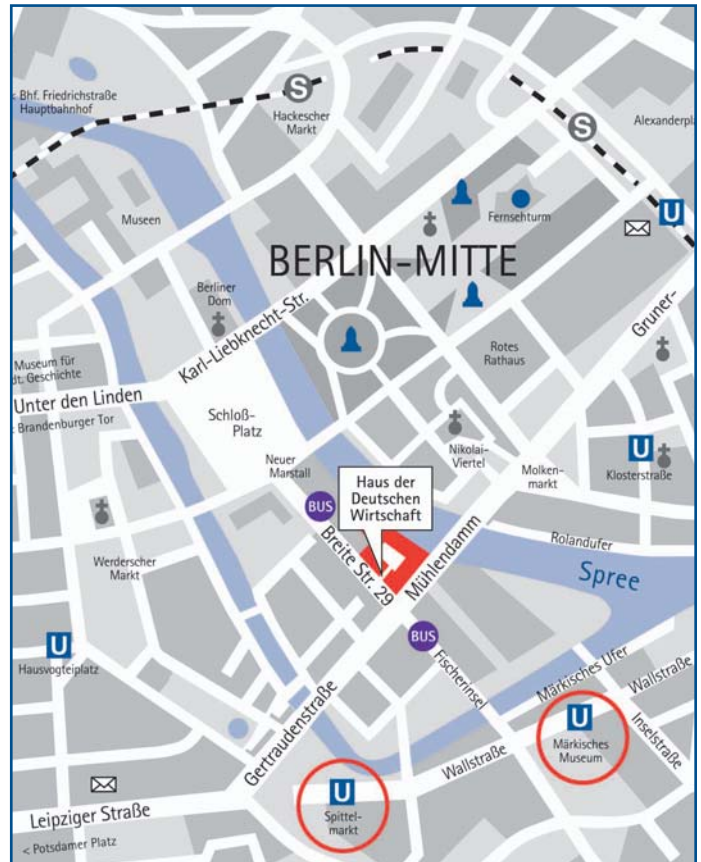 < Bhf. Friedrichstraße
Hauptbahnhof
S
Hackescher
Markt
S
Alexanderpla
U
Museen
Fernsehturm
BERLIN-MITTE
Berliner
Dom
Karl-Liebknecht-Str.
Gruner-
Rotes
Rathaus
Museum für
dt. Geschichte
Unter den Linden
< Brandenburger Tor
Schloß-
Platz
Neuer
Marstall
Nikolai-
Viertel
Molken-
markt
U
Klosterstraße
Haus der
Deutschen
Wirtschaft
BUS
Breite Str. 29
Mühlendamm
Rolandufer
Spree
Werderscher
Markt
BUS
Fischerinsel
U
Hausvogteiplatz
Märkisches Ufer
Wallstraße
Gertraudenstraße
U
Märkisches
Museum
Inselstraße
Wallstraße
U
Spittel-
markt
Leipziger Straße
< Potsdamer Platz